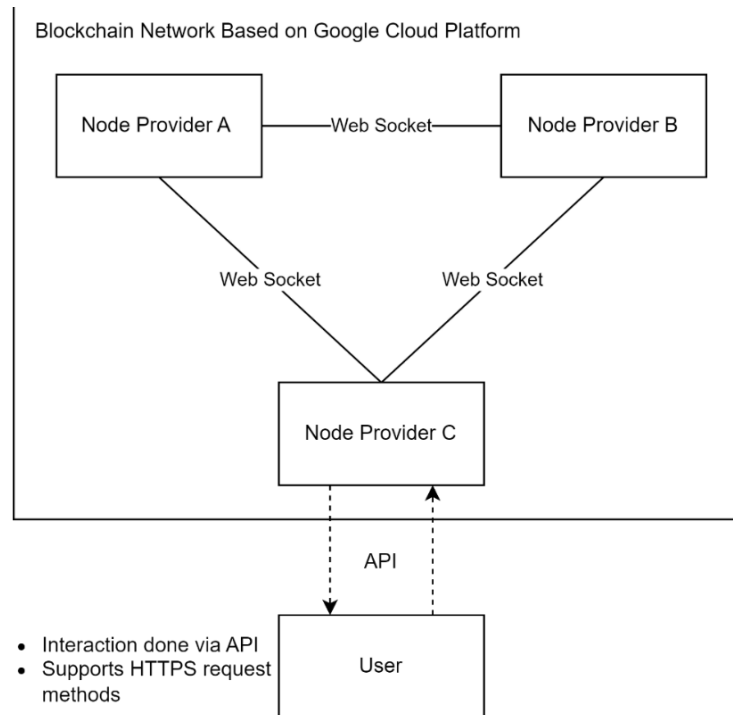 Blockchain Network Based on Google Cloud Platform
Node Provider A
Web Socket
Node Provider B
Web Socket
Web Socket
Node Provider C
API
• Interaction done via API
• Supports HTTPS request
methods
User